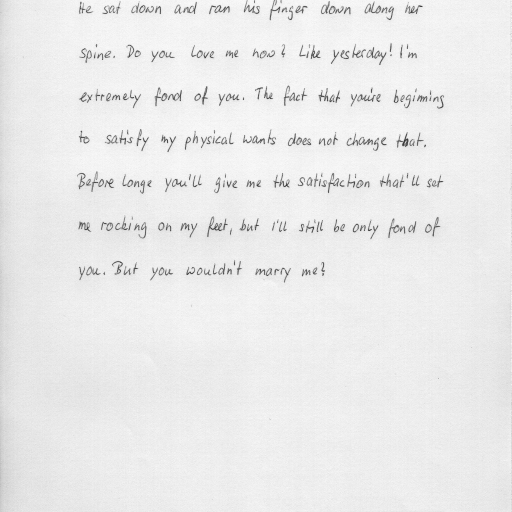 He sat down and ran his finger down along her
spine. Do you love me now? Like yesterday! I'm
extremely fond of you. The fact that you're beginning
to satisfy my physical wants does not change that.
Before longe you'll give me the satisfaction that'll set
me rocking on my feet, but i'll still be only fond of
you. But you wouldn't marry me?